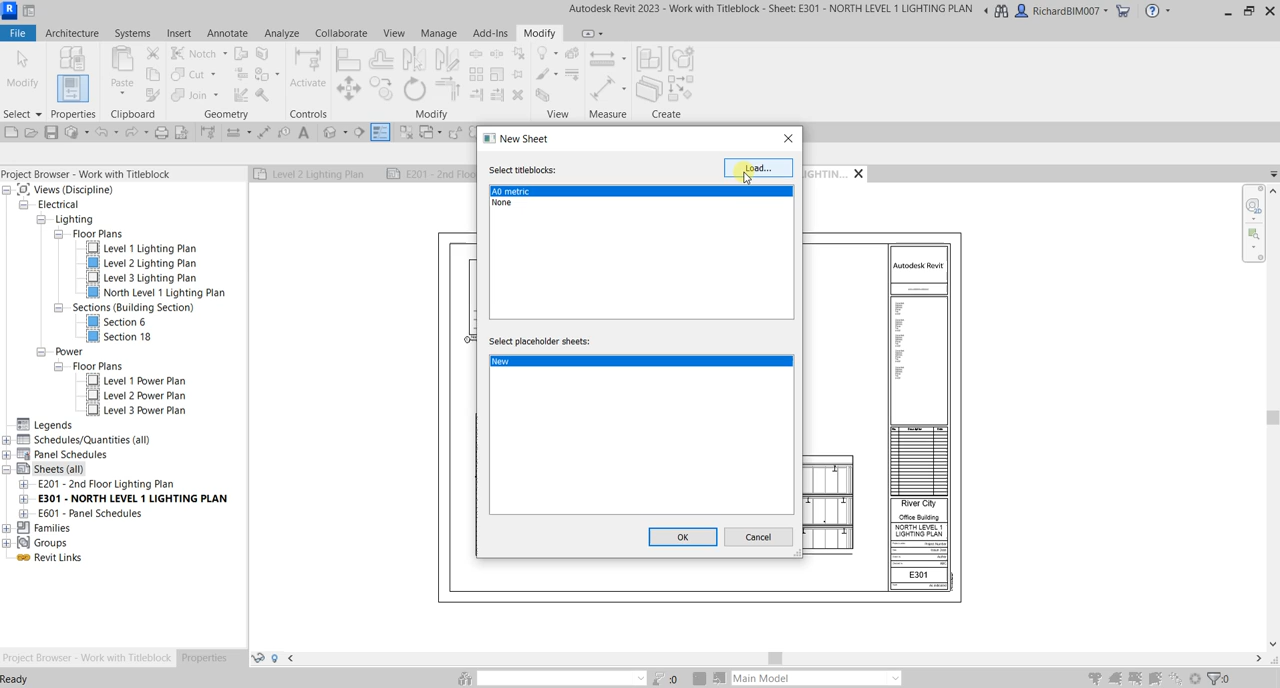 Autodesk Revit 2023 - Work with Titleblock - Sheet: E301 - NORTH LEVEL 1 LIGHTING PLAN
RichardBIM007
File Architecture Systems Insert Annotate Analyze Collaborate View Manage Add-Ins Modify
Modify
Paste
Notch
Cut
Join
Activate
Select Properties Clipboard Geometry Controls Modify View Measure Create
Project Browser - Work with Titleblock
Level 2 Lighting Plan
E201 - 2nd Floo
IGHTIN...
Views (Discipline)
Electrical
Lighting
Floor Plans
Level 1 Lighting Plan
Level 2 Lighting Plan
Level 3 Lighting Plan
North Level 1 Lighting Plan
Sections (Building Section)
Section 6
Section 18
Power
Floor Plans
Level 1 Power Plan
Level 2 Power Plan
Level 3 Power Plan
Legends
Schedules/Quantities (all)
Panel Schedules
Sheets (all)
E201 - 2nd Floor Lighting Plan
E301 - NORTH LEVEL 1 LIGHTING PLAN
E601 - Panel Schedules
Families
Groups
Revit Links
New Sheet
Select titleblocks:
Load...
A0 metric
None
Select placeholder sheets:
New
OK
Cancel
Autodesk Revit
River City
Office Building
NORTH LEVEL 1
LIGHTING PLAN
E301
2D
Project Browser - Work with Titleblock Properties
Ready
:0
Main Model
:0